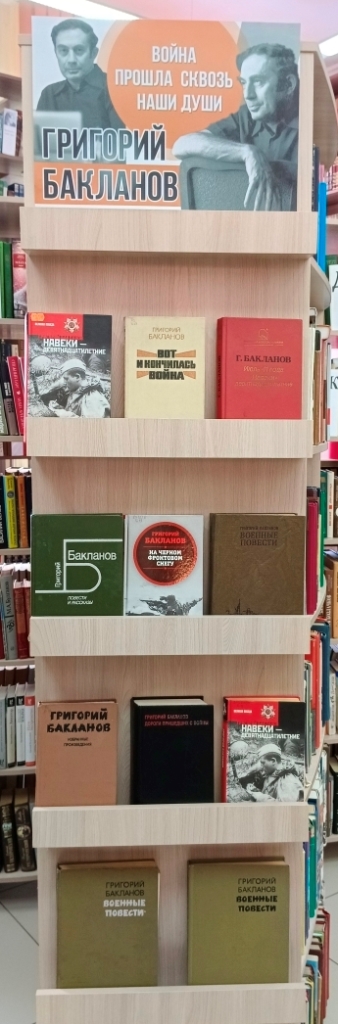 ВОЙНА
ПРОШЛА СКВОЗЬ
НАШИ ДУШИ
ГРИГОРИЙ
БАКЛАНОВ
НАВЕКИ –
ДЕВЯТНАДЦАТИЛЕТНИЕ
ГРИГОРИЙ
БАКЛАНОВ
ВОТ
И КОНЧИЛАСЬ
ВОЙНА
Г. БАКЛАНОВ
Григорий
Бакланов
ПОВЕСТИ
И РАССКАЗЫ
ГРИГОРИЙ
БАКЛАНОВ
НА ЧЕРНОМ
ФРОНТОВОМ
СНЕГУ
ВОЕННЫЕ
ПОВЕСТИ
ГРИГОРИЙ
БАКЛАНОВ
ИЗБРАННЫЕ
ПРОИЗВЕДЕНИЯ
НАВЕКИ –
ДЕВЯТНАДЦАТИЛЕТНИЕ
ГРИГОРИЙ
БАКЛАНОВ
ВОЕННЫЕ
ПОВЕСТИ
ГРИГОРИЙ
БАКЛАНОВ
ВОЕННЫЕ
ПОВЕСТИ